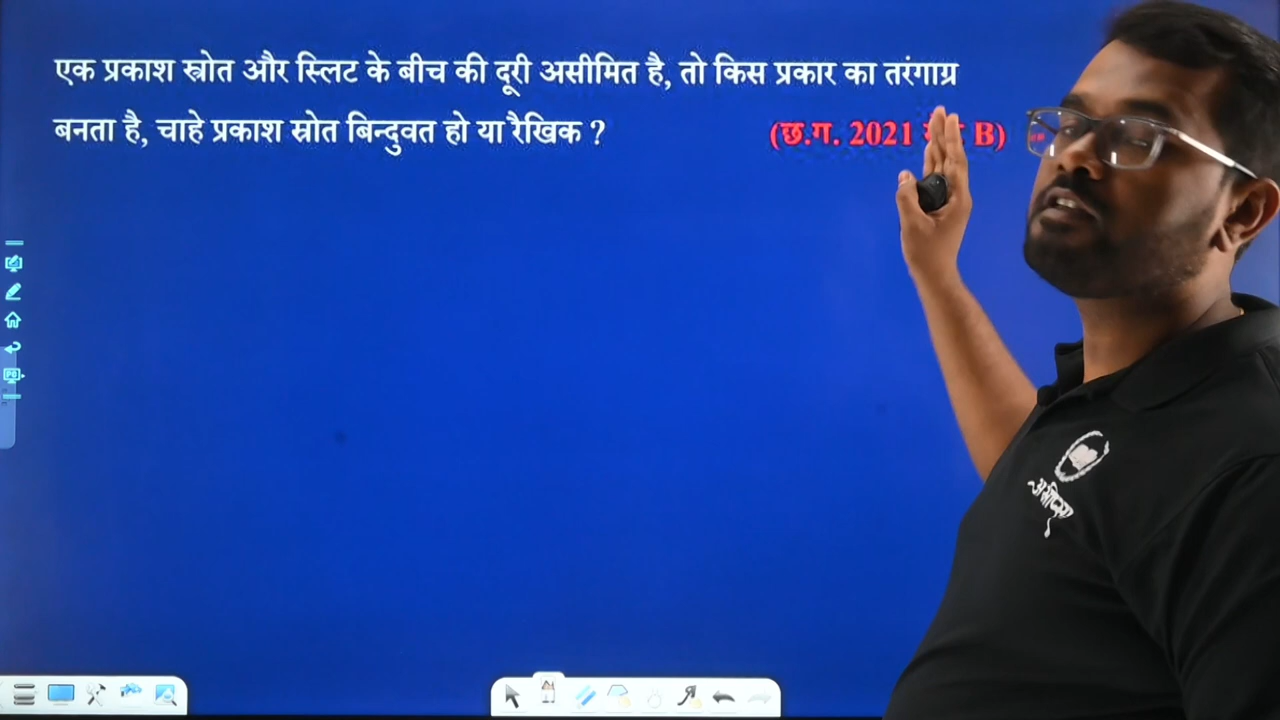 एक प्रकाश स्त्रोत और स्लिट के बीच की दूरी असीमित है, तो किस प्रकार का तरंगाग्र
बनता है, चाहे प्रकाश स्रोत बिन्दुवत हो या रैखिक ?
(छ.ग. 2021 B)